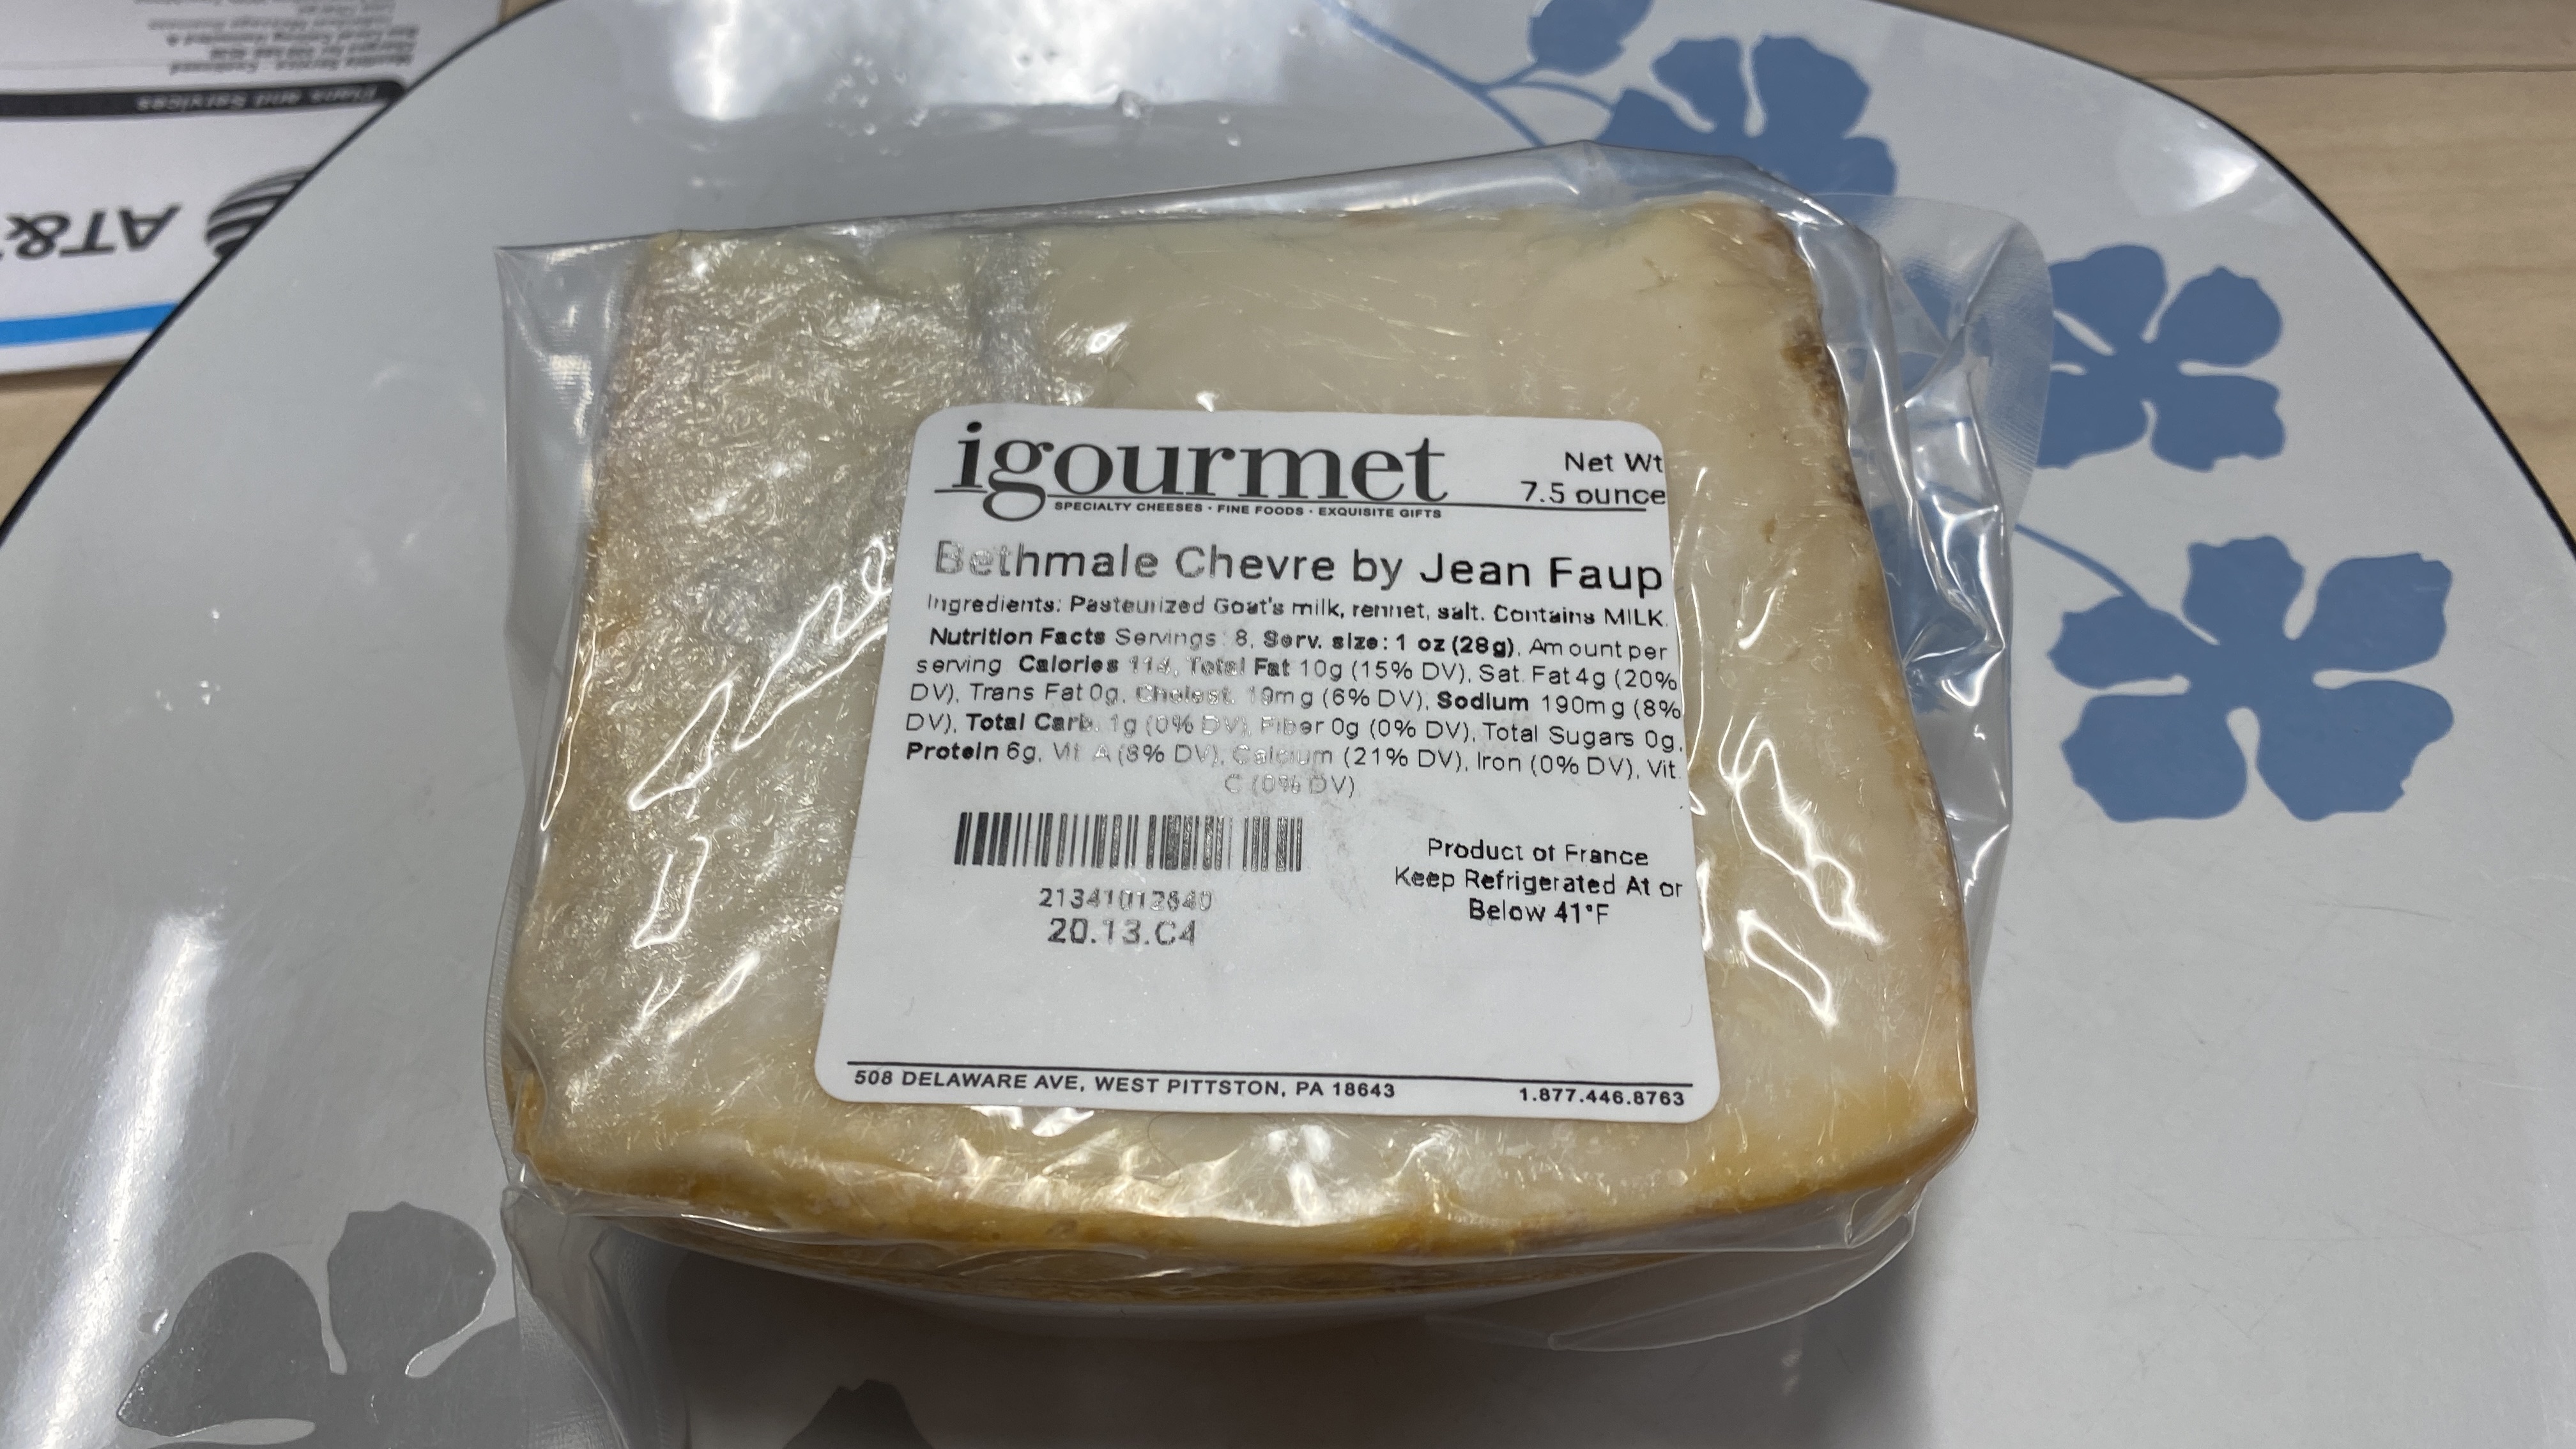 Plans and Services
AT&T
igourmet
SPECIALTY CHEESES · FINE FOODS · EXQUISITE GIFTS
Net Wt
7.5 ounce
Bethmale Chevre by Jean Faup
Ingredients: Pasteurized Goat's milk, rennet, salt. Contains MILK.
Nutrition Facts Servings: 8, Serv. size: 1 oz (28g), Amount per
serving Calories 114, Total Fat 10g (15% DV), Sat. Fat 4g (20%
DV), Trans Fat 0g, Cholest. 19mg (6% DV), Sodium 190mg (8%
DV), Total Carb. 1g (0% DV), Fiber 0g (0% DV), Total Sugars 0g,
Protein 6g, Vit. A (8% DV), Calcium (21% DV), Iron (0% DV), Vit.
C (0% DV)
21341012640
20.13.C4
Product of France
Keep Refrigerated At or
Below 41°F
508 DELAWARE AVE, WEST PITTSTON, PA 18643
1.877.446.8763